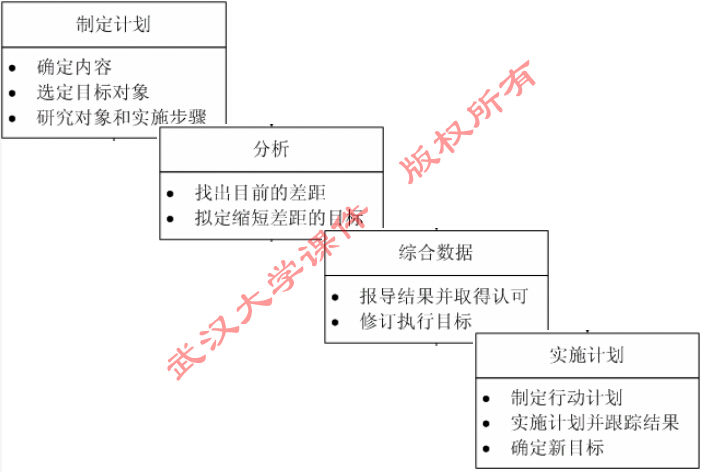 制定计划
确定内容
选定目标对象
研究对象和实施步骤
分析
找出目前的差距
拟定缩短差距的目标
综合数据
报导结果并取得认可
修订执行目标
实施计划
制定行动计划
实施计划并跟踪结果
确定新目标
武汉大学课件 版权所有